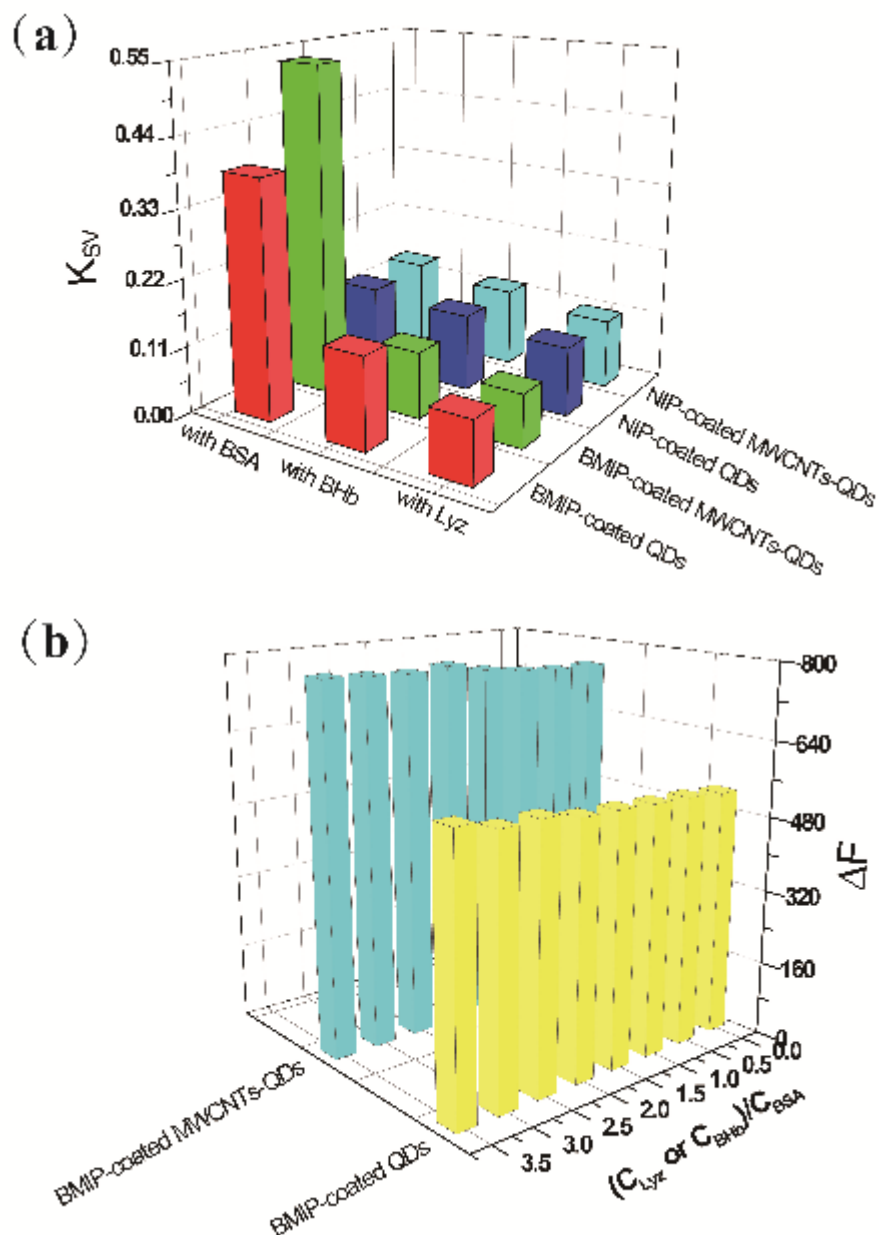 (a)
0.55
0.44
0.33
0.22
0.11
0.00
K_SV
with BSA
with BHb
with Lyz
NIP-coated MWCNTs-QDs
NIP-coated QDs
BMIP-coated MWCNTs-QDs
BMIP-coated QDs
(b)
800
640
480
320
160
0
ΔF
0.0
0.5
1.0
1.5
2.0
2.5
3.0
3.5
(C_Lyz or C_BHb)/C_BSA
BMIP-coated MWCNTs-QDs
BMIP-coated QDs